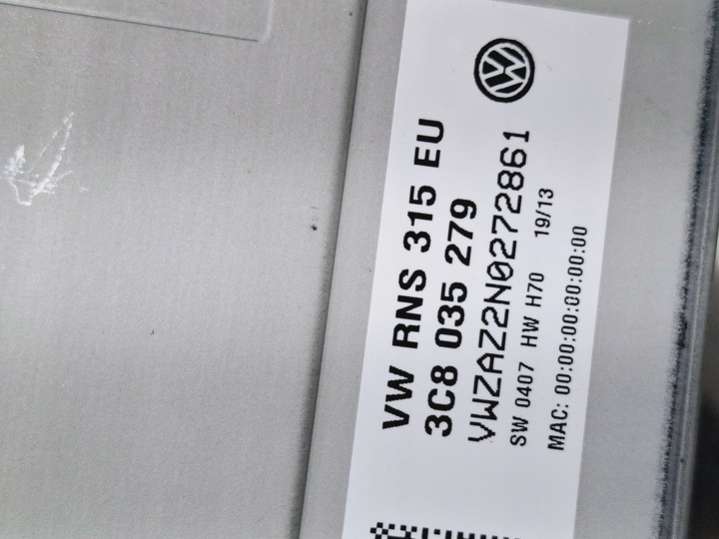 VW RNS 315 EU
3C8 035 279
VWZAZ2N0272861
SW 0407 HW H70 19/13
MAC: 00:00:00:00:00:00